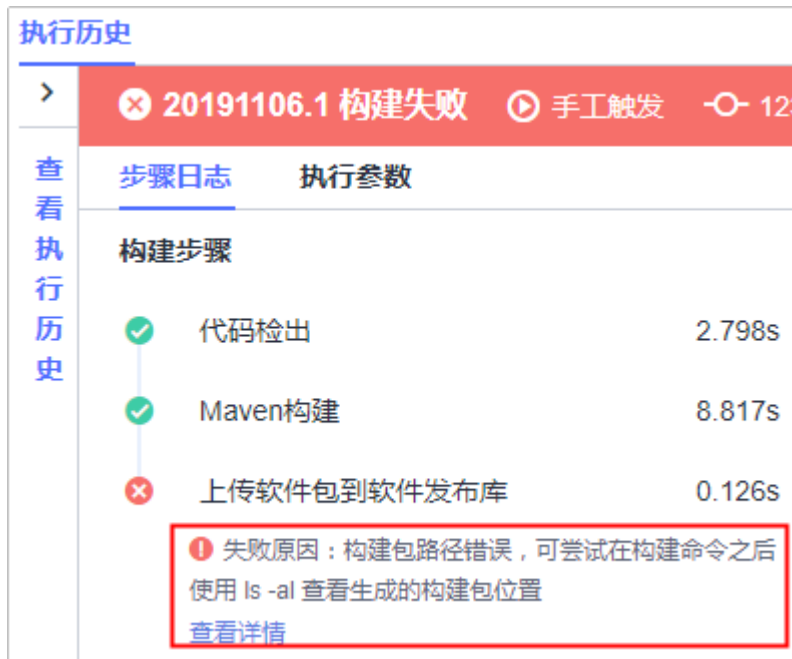 执行历史
20191106.1 构建失败 手工触发
查看执行历史
步骤日志 执行参数
构建步骤
代码检出 2.798s
Maven构建 8.817s
上传软件包到软件发布库 0.126s
失败原因：构建包路径错误，可尝试在构建命令之后
使用 ls -al 查看生成的构建包位置
查看详情